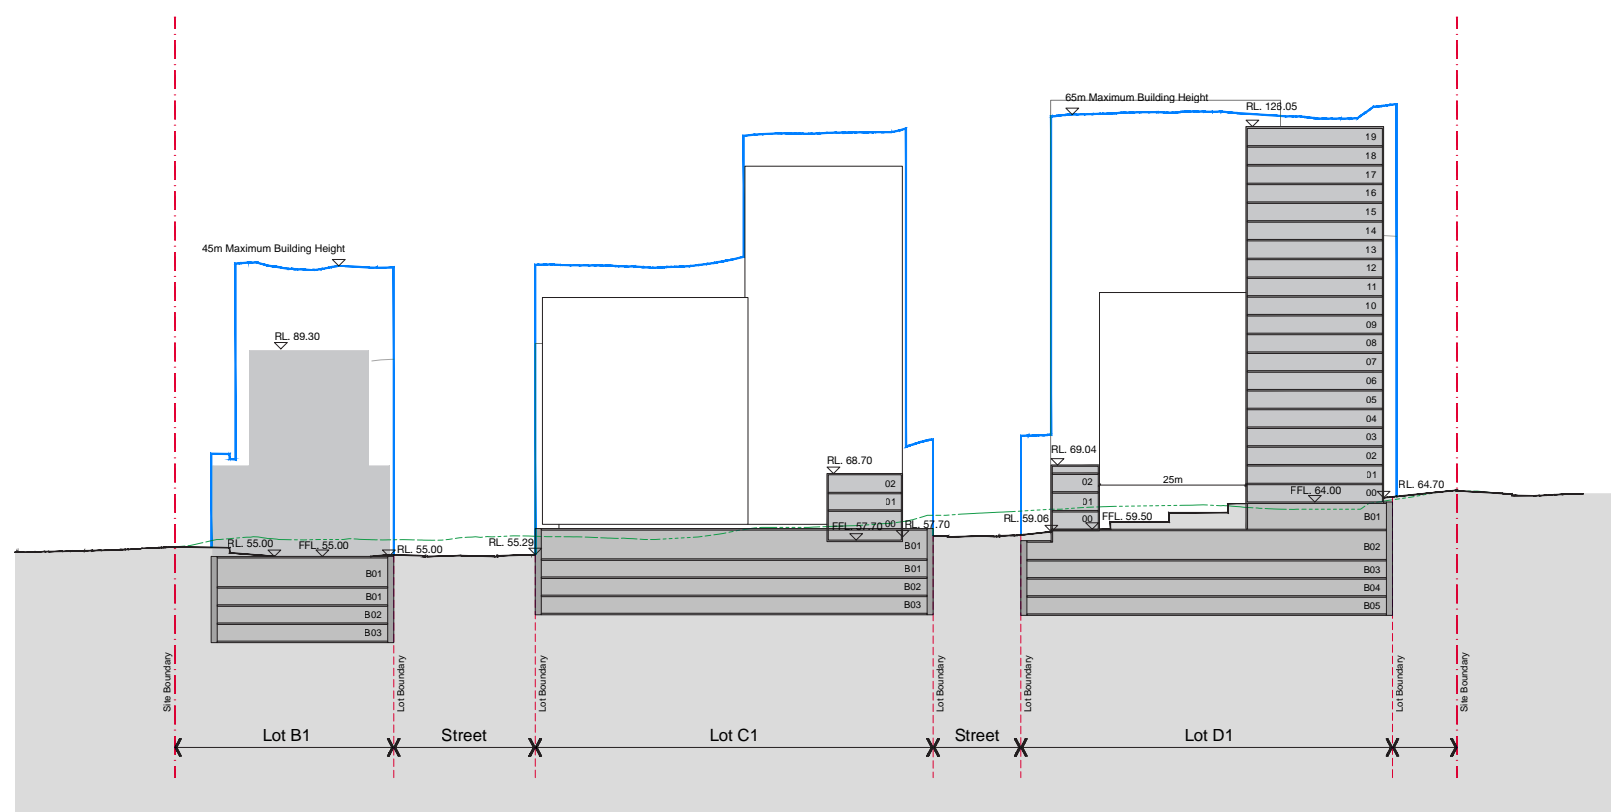 65m Maximum Building Height
RL. 128.05
45m Maximum Building Height
RL. 89.30
19
18
17
16
15
14
13
12
11
10
09
08
07
06
05
04
03
02
01
00
RL. 68.70
02
01
00
RL. 69.04
02
01
00
25m
FFL. 64.00
RL. 64.70
RL. 55.00
FFL. 55.00
RL. 55.00
RL. 55.29
FFL. 57.70
RL. 57.70
RL. 59.06
FFL. 59.50
B01
B01
B02
B03
B01
B01
B02
B03
B01
B02
B03
B04
B05
Site Boundary
Lot Boundary
Lot Boundary
Lot Boundary
Lot Boundary
Lot Boundary
Site Boundary
Lot B1
Street
Lot C1
Street
Lot D1